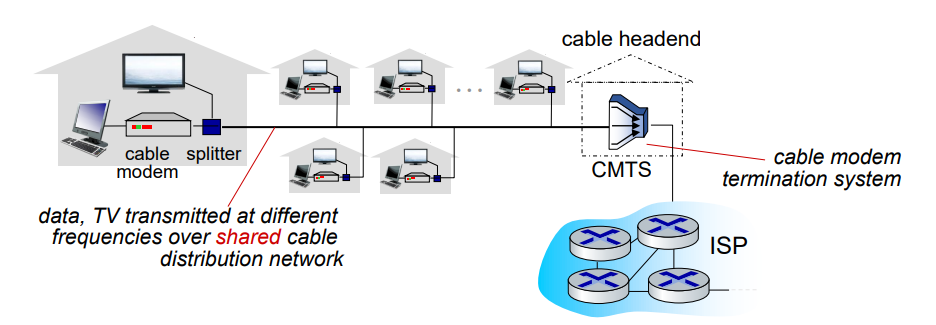 cable headend
cable
modem
splitter
CMTS
cable modem
termination system
data, TV transmitted at different
frequencies over shared cable
distribution network
ISP